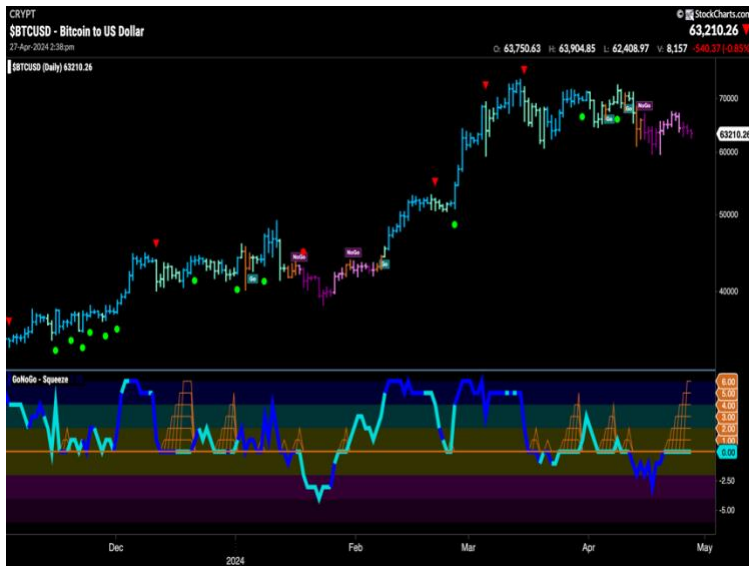 CRYPT
© StockCharts.com
$BTCUSD - Bitcoin to US Dollar
63,210.26
27-Apr-2024 2:38pm
O: 63,750.63 H: 63,904.85 L: 62,408.97 V: 8,157 -540.37 (-0.85%)
$BTCUSD (Daily) 63210.26
70000
NoGo
Go
Go
63210.26
60000
50000
NoGo
NoGo
Go
Go
40000
GoNoGo - Squeeze
6.00
5.00
4.00
3.00
2.00
1.00
0.00
-2.50
-5.00
Dec
Feb
Mar
Apr
May
2024